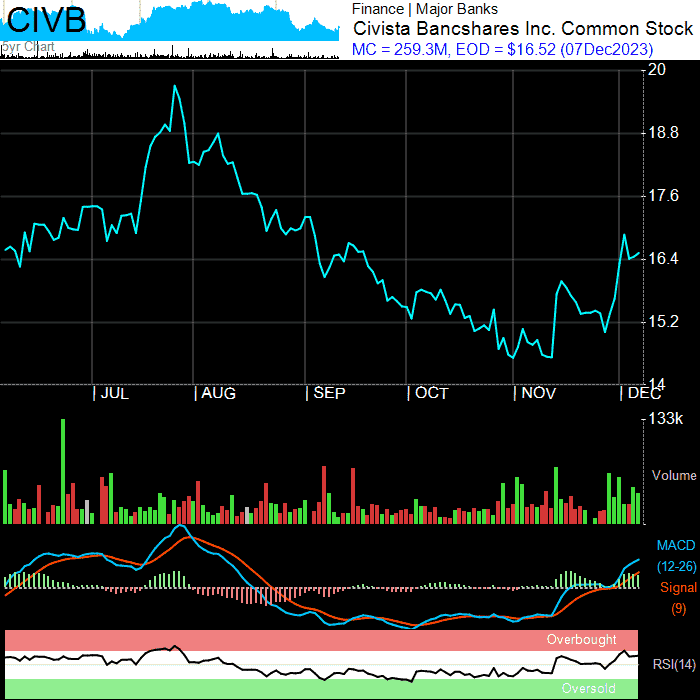 CIVB
5yr Chart
Finance | Major Banks
Civista Bancshares Inc. Common Stock
MC = 259.3M, EOD = $16.52 (07Dec2023)
20
18.8
17.6
16.4
15.2
14
JUL
AUG
SEP
OCT
NOV
DEC
133k
Volume
MACD
(12-26)
Signal
(9)
Overbought
RSI(14)
Oversold